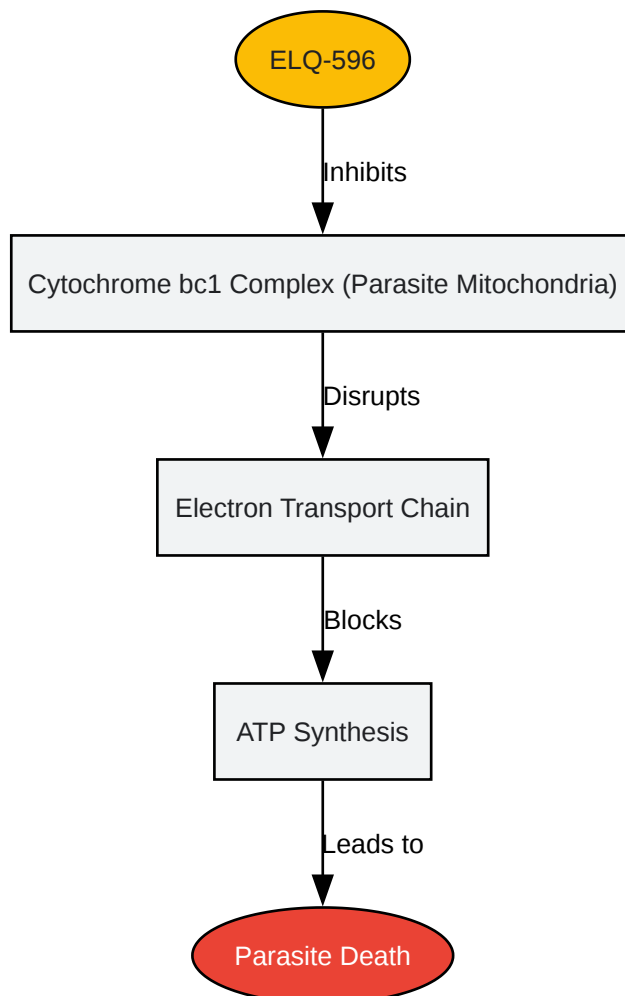 ELQ-596
Inhibits
Cytochrome bc1 Complex (Parasite Mitochondria)
Disrupts
Electron Transport Chain
Blocks
ATP Synthesis
Leads to
Parasite Death